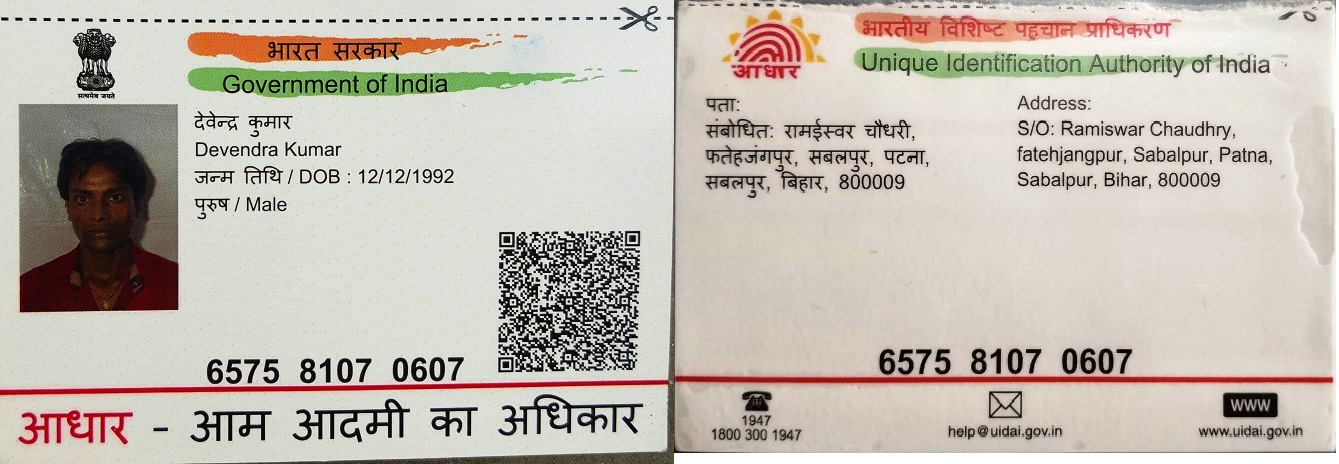 सत्यमेव जयते
भारत सरकार
Government of India
देवेन्द्र कुमार
Devendra Kumar
जन्म तिथि / DOB : 12/12/1992
पुरुष / Male
6575 8107 0607
आधार - आम आदमी का अधिकार
आधार
भारतीय विशिष्ट पहचान प्राधिकरण
Unique Identification Authority of India
पता:
संबोधित: रामईस्वर चौधरी,
फतेहजंगपुर, सबलपुर, पटना,
सबलपुर, बिहार, 800009
Address:
S/O: Ramiswar Chaudhry,
fatehjangpur, Sabalpur, Patna,
Sabalpur, Bihar, 800009
6575 8107 0607
1947
1800 300 1947
help@uidai.gov.in
WWW
www.uidai.gov.in